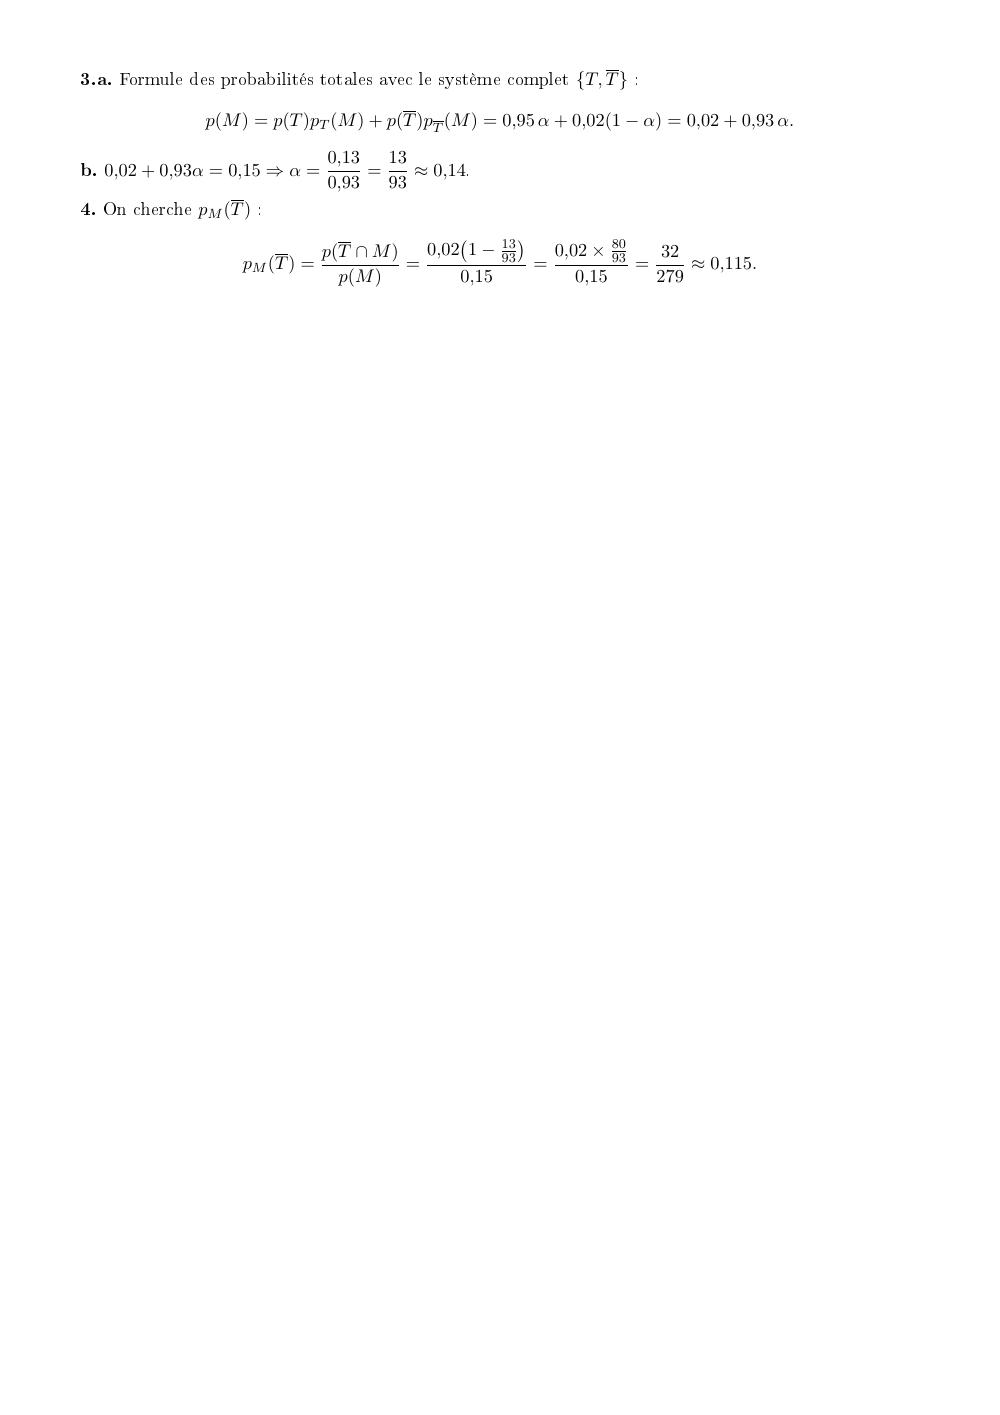 3.a. Formule des probabilités totales avec le système complet {T, T̅} :
p(M) = p(T)p_T(M) + p(T̅)p_T̅(M) = 0,95 α + 0,02(1 − α) = 0,02 + 0,93 α.
b. 0,02 + 0,93α = 0,15 ⇒ α = 0,13/0,93 = 13/93 ≈ 0,14.
4. On cherche p_M(T̅) :
p_M(T̅) = p(T̅ ∩ M)/p(M) = 0,02(1 − 13/93)/0,15 = (0,02 × 80/93)/0,15 = 32/279 ≈ 0,115.